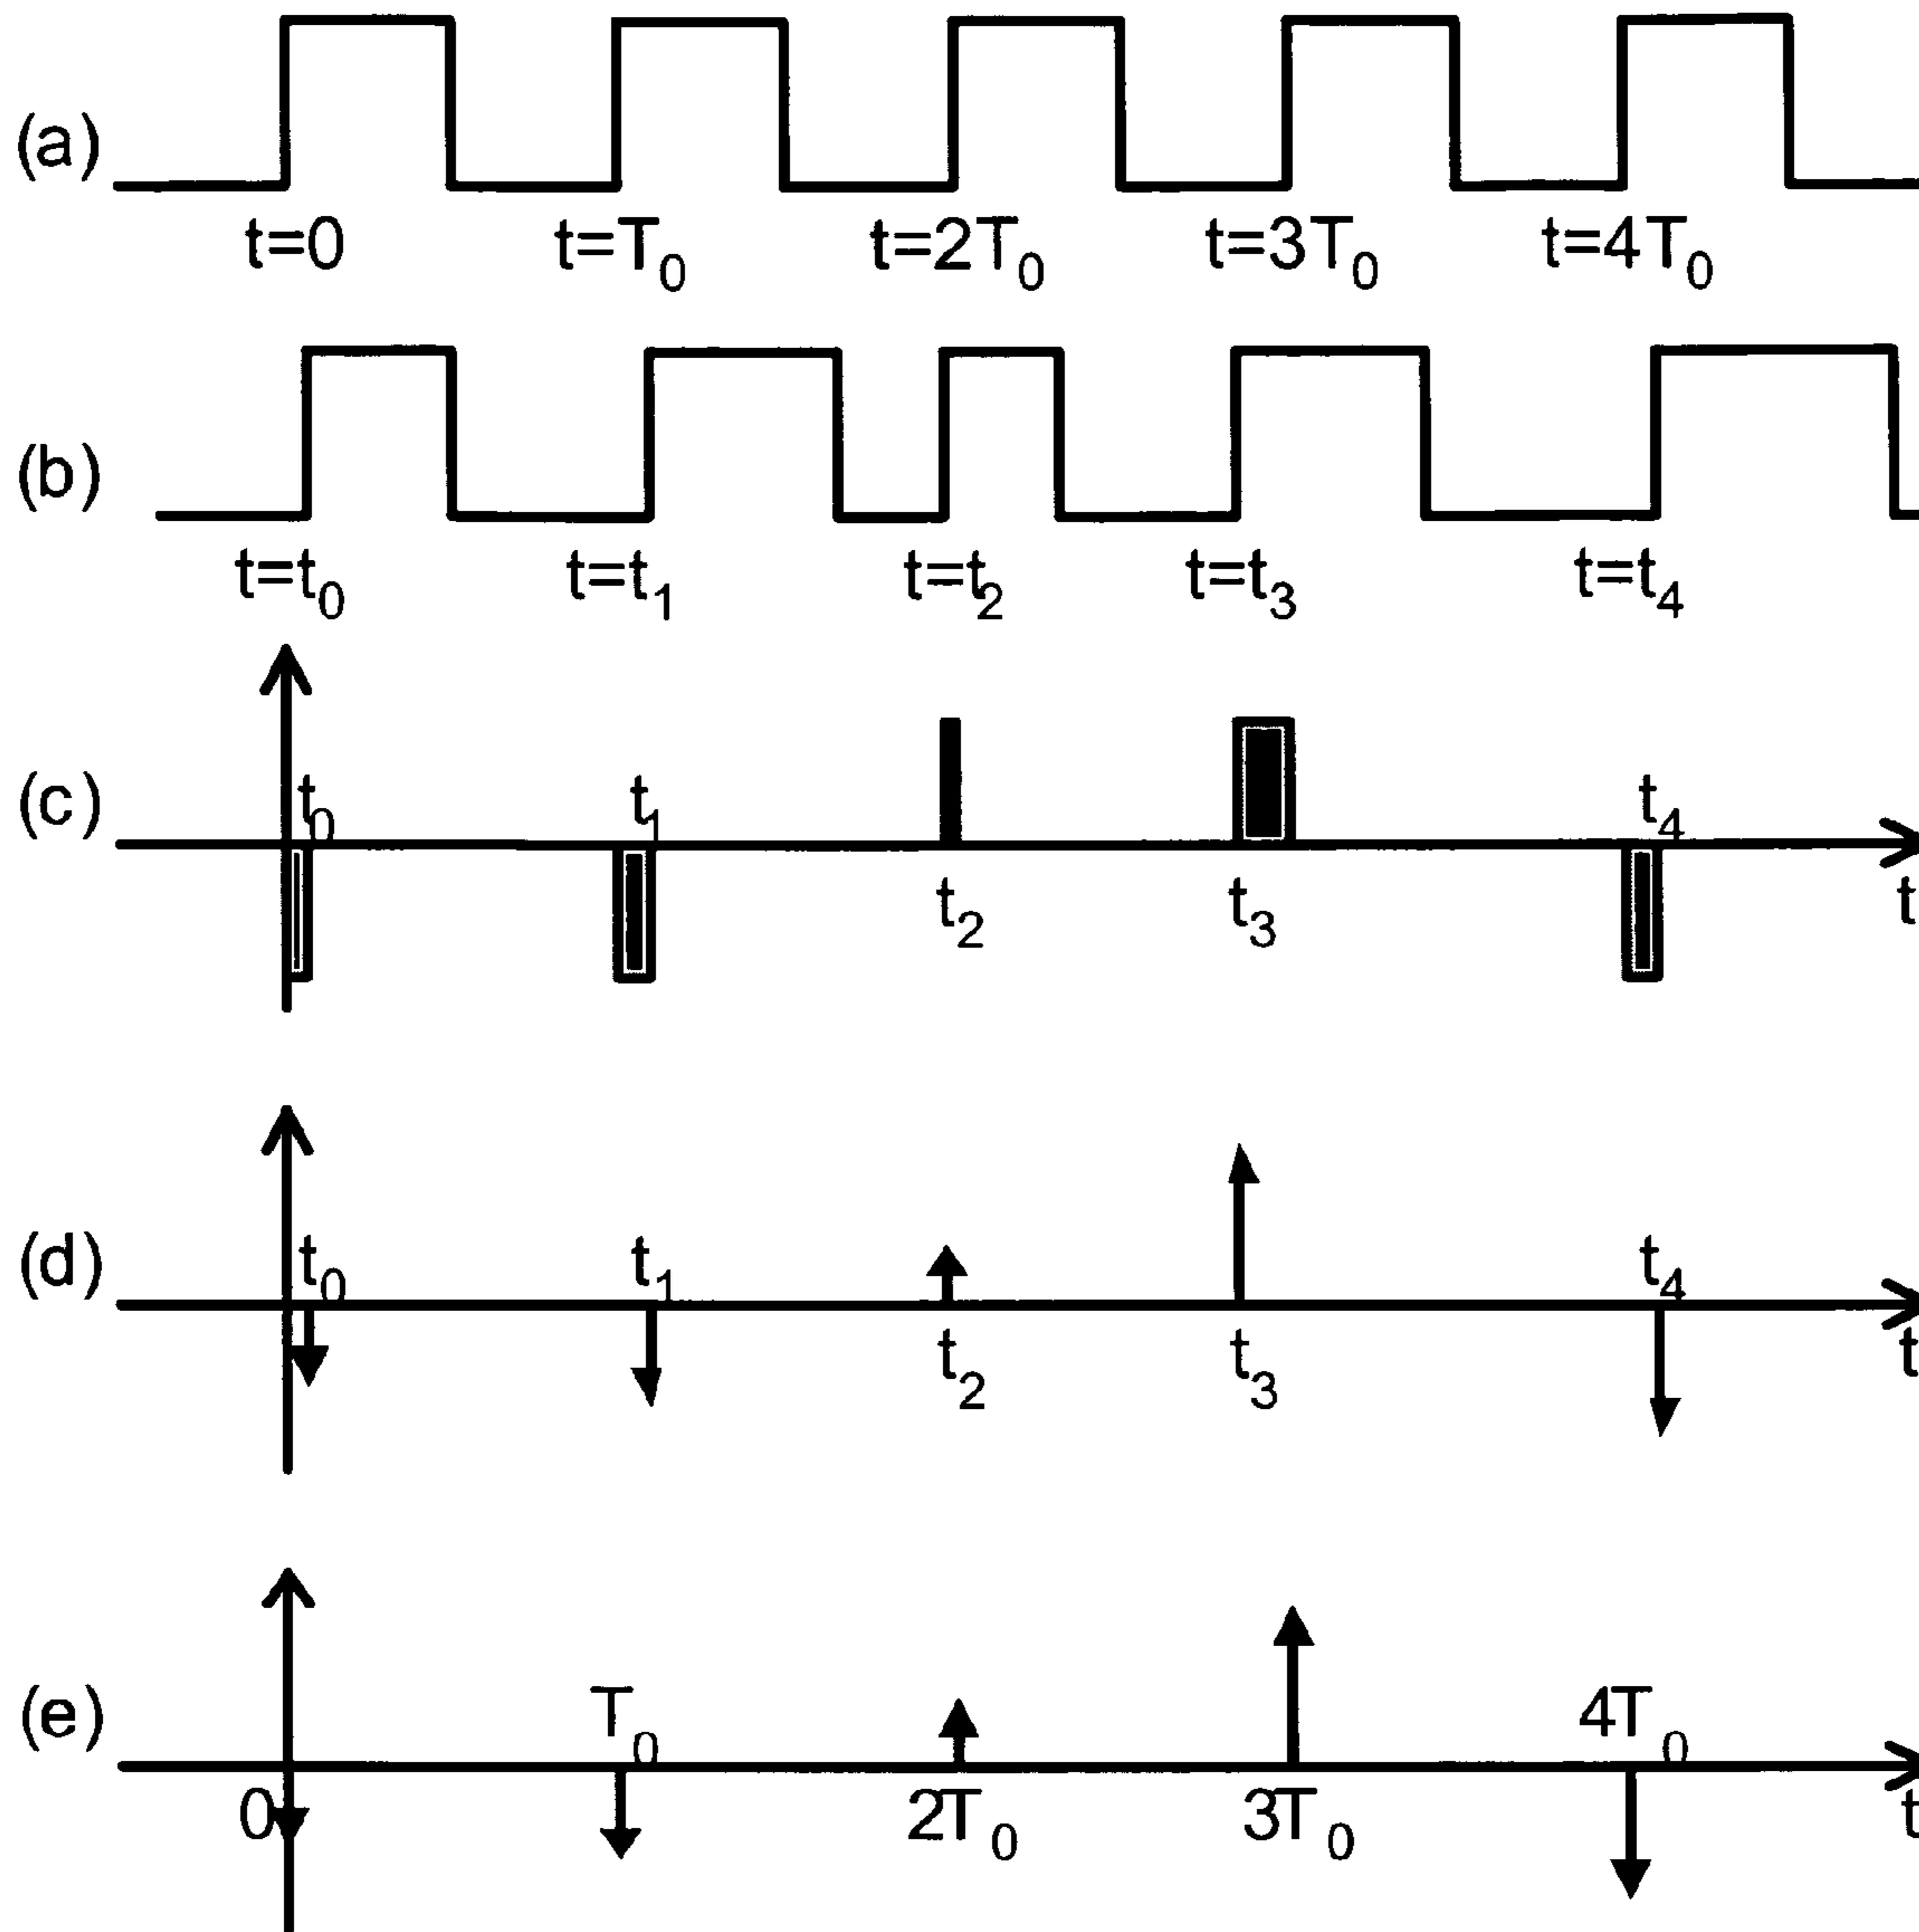 (a)
t=0 t=T₀ t=2T₀ t=3T₀ t=4T₀
(b)
t=t₀ t=t₁ t=t₂ t=t₃ t=t₄
(c)
t₀ t₁ t₄
t₂ t₃ t
(d)
t₀ t₁ t₄
t₂ t₃ t
(e)
T₀ 4T₀
0 2T₀ 3T₀ t